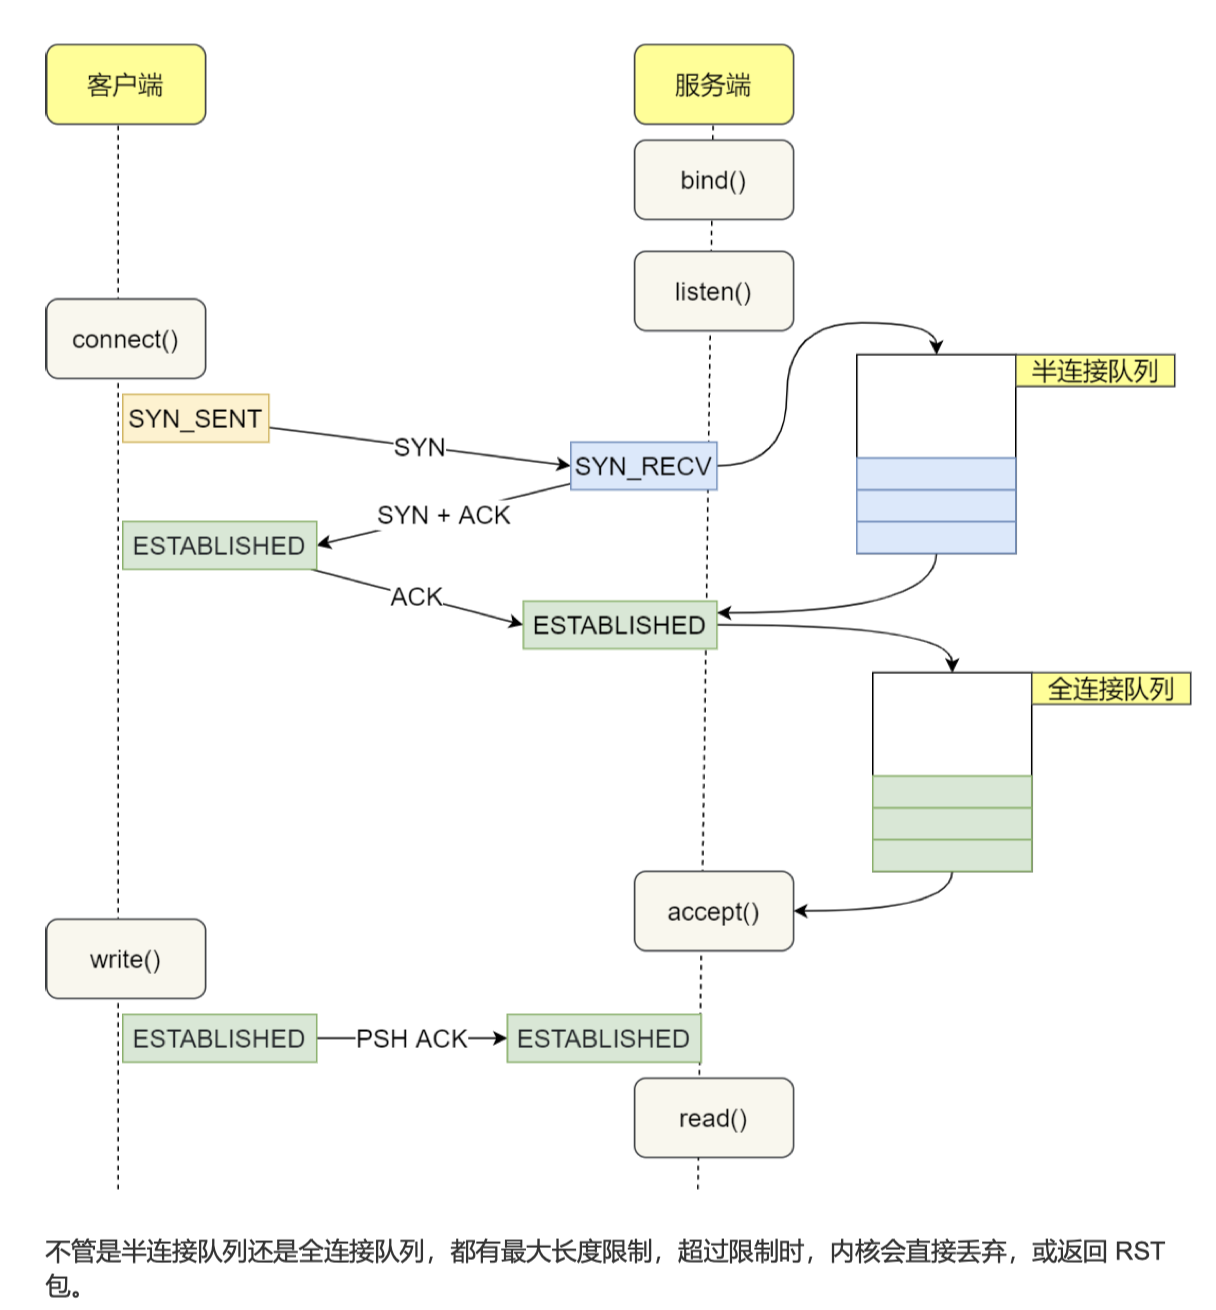 客户端
服务端
bind()
listen()
connect()
半连接队列
SYN_SENT
SYN
SYN_RECV
SYN + ACK
ESTABLISHED
ACK
ESTABLISHED
全连接队列
accept()
write()
ESTABLISHED
PSH ACK
ESTABLISHED
read()
不管是半连接队列还是全连接队列，都有最大长度限制，超过限制时，内核会直接丢弃，或返回 RST
包。